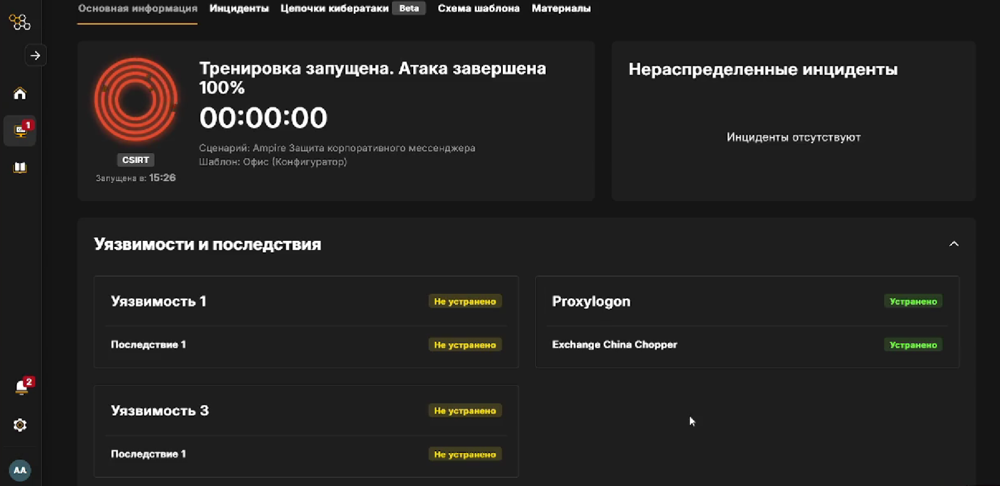 Основная информация Инциденты Цепочки кибератаки Beta Схема шаблона Материалы
Тренировка запущена. Атака завершена
100%
00:00:00
Сценарий: Ampire Защита корпоративного мессенджера
Шаблон: Офис (Конфигуратор)
CSIRT
Запущена в: 15:26
Нераспределенные инциденты
Инциденты отсутствуют
1
Уязвимости и последствия
Уязвимость 1 Не устранено
Последствие 1 Не устранено
Proxylogon Устранено
Exchange China Chopper Устранено
Уязвимость 3 Не устранено
Последствие 1 Не устранено
2
AA